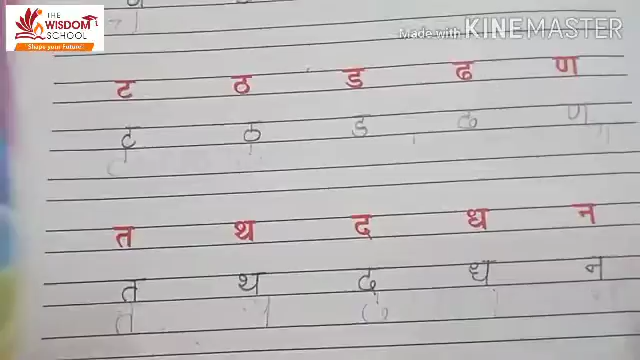 THE
WISDOM
SCHOOL
Shape your Future!
Made with KINEMASTER
ट ठ ड ढ ण
ट ठ ड ढ ण
त थ द ध न
त थ द ध न